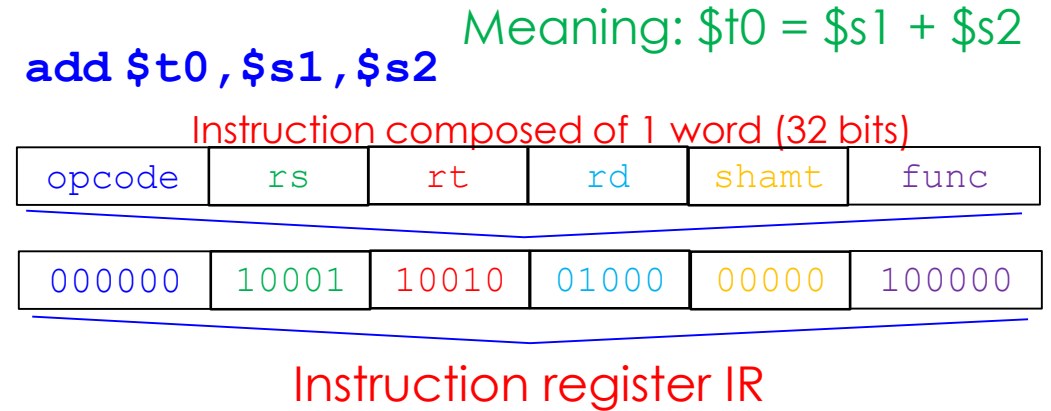 Meaning: $t0 = $s1 + $s2
add $t0,$s1,$s2
Instruction composed of 1 word (32 bits)
opcode rs rt rd shamt func
000000 10001 10010 01000 00000 100000
Instruction register IR